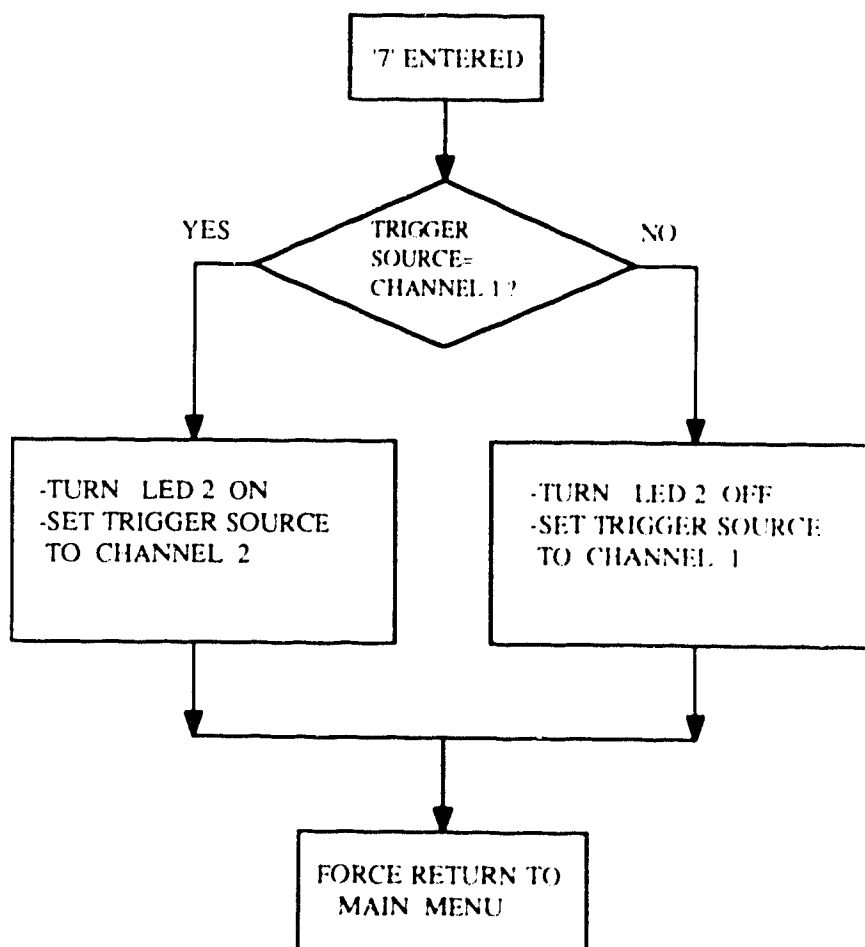 '7' ENTERED
TRIGGER
SOURCE=
CHANNEL 1?
YES
NO
-TURN LED 2 ON
-SET TRIGGER SOURCE
TO CHANNEL 2
-TURN LED 2 OFF
-SET TRIGGER SOURCE
TO CHANNEL 1
FORCE RETURN TO
MAIN MENU